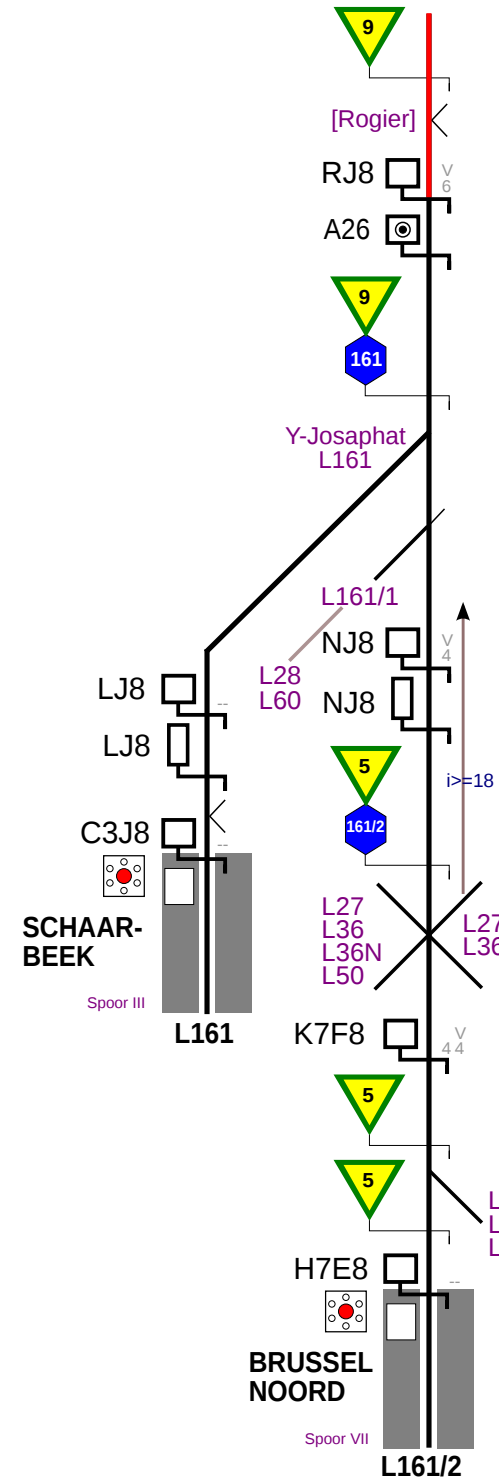 9
[Rogier]
RJ8
V
6
A26
9
161
Y-Josaphat
L161
L161/1
L28
L60
NJ8
V
4
NJ8
LJ8
--
LJ8
5
i>=18
161/2
C3J8
--
SCHAAR-
BEEK
Spoor III
L161
L27
L36
L36N
L50
L27
L36
K7F8
V
4 4
5
5
L
L
L
H7E8
--
BRUSSEL
NOORD
Spoor VII
L161/2